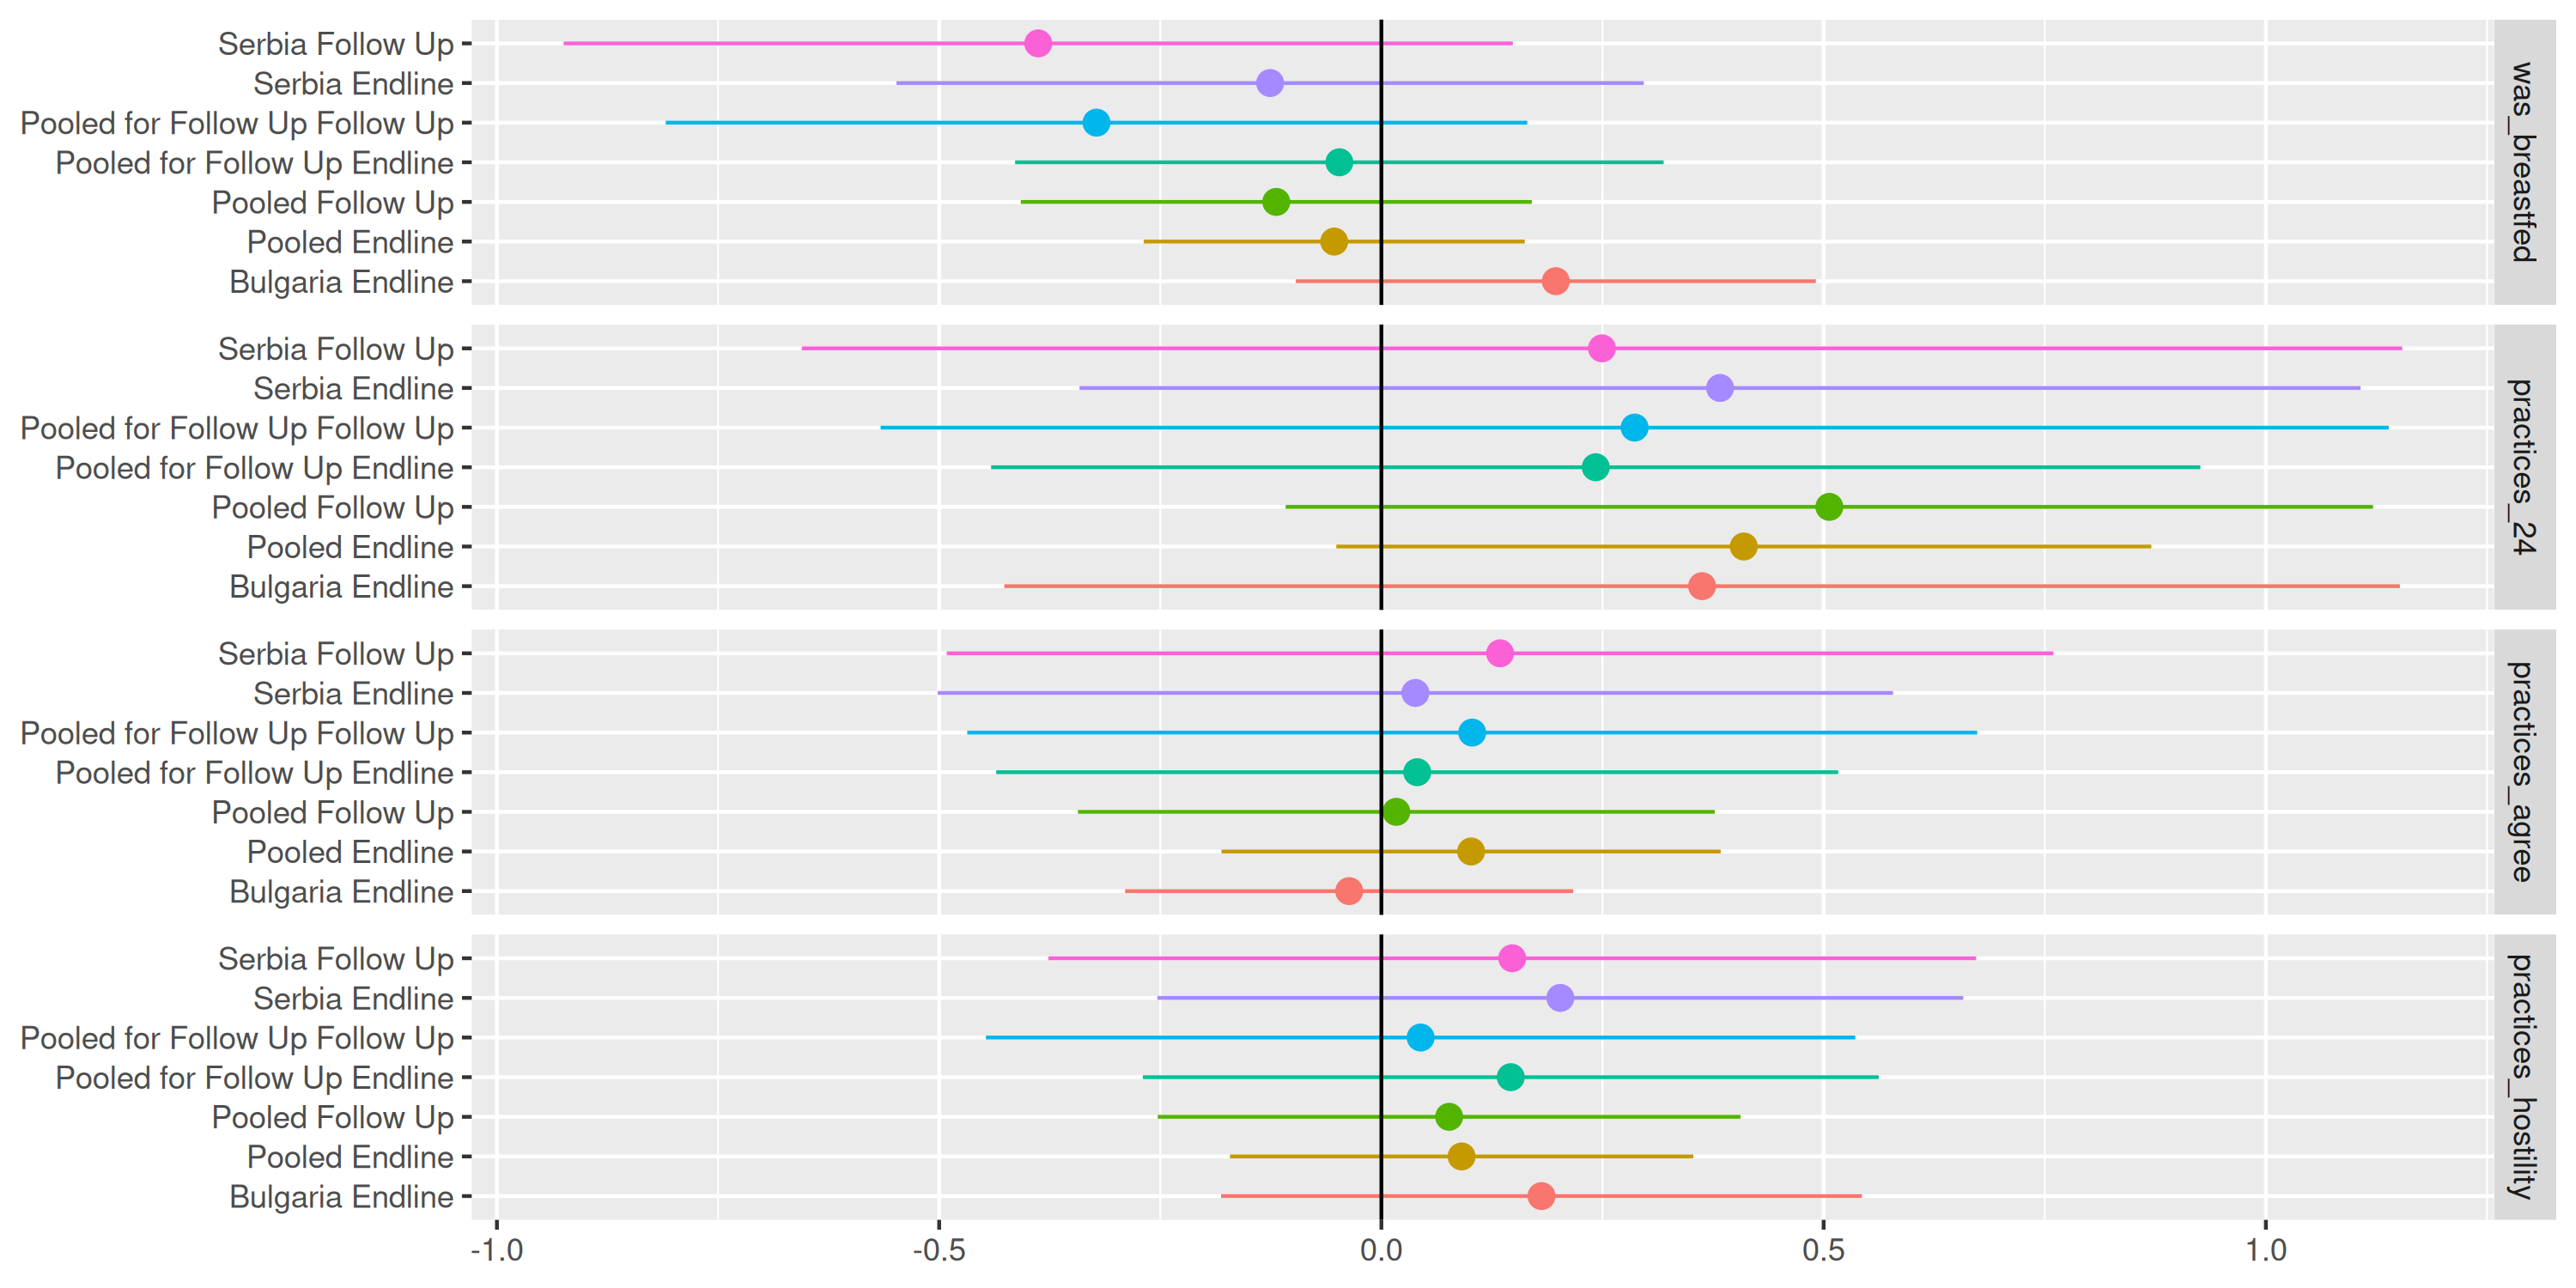 Serbia Follow Up
Serbia Endline
Pooled for Follow Up Follow Up
Pooled for Follow Up Endline
Pooled Follow Up
Pooled Endline
Bulgaria Endline
was_breastfed
Serbia Follow Up
Serbia Endline
Pooled for Follow Up Follow Up
Pooled for Follow Up Endline
Pooled Follow Up
Pooled Endline
Bulgaria Endline
practices_24
Serbia Follow Up
Serbia Endline
Pooled for Follow Up Follow Up
Pooled for Follow Up Endline
Pooled Follow Up
Pooled Endline
Bulgaria Endline
practices_agree
Serbia Follow Up
Serbia Endline
Pooled for Follow Up Follow Up
Pooled for Follow Up Endline
Pooled Follow Up
Pooled Endline
Bulgaria Endline
practices_hostility
-1.0 -0.5 0.0 0.5 1.0